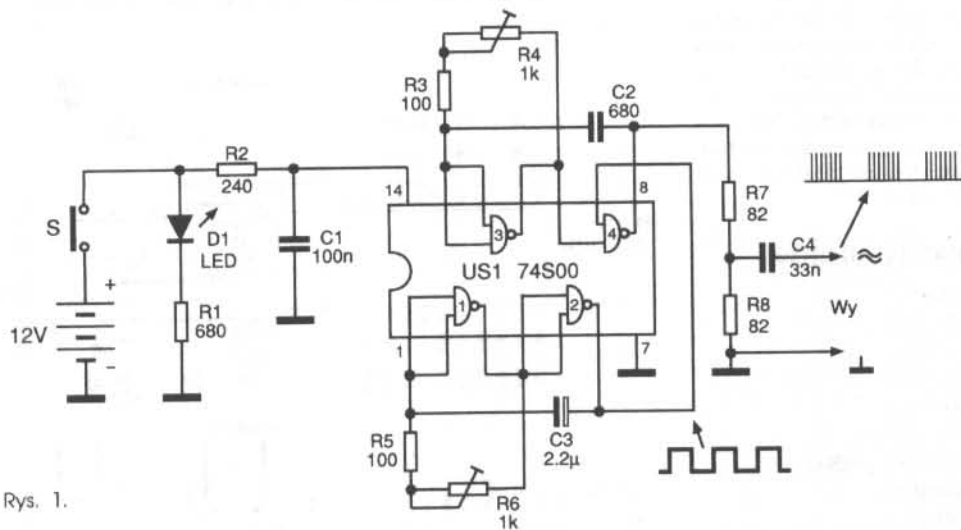 R4
1k
R3
100
C2
680
R2
240
14
8
R7
82
S
D1
LED
C1
100n
3
4
US1 74S00
C4
33n
≈
+
12V
–
R1
680
1
2
R8
82
Wy
1
7
R5
100
C3
2.2µ
R6
1k
Rys. 1.